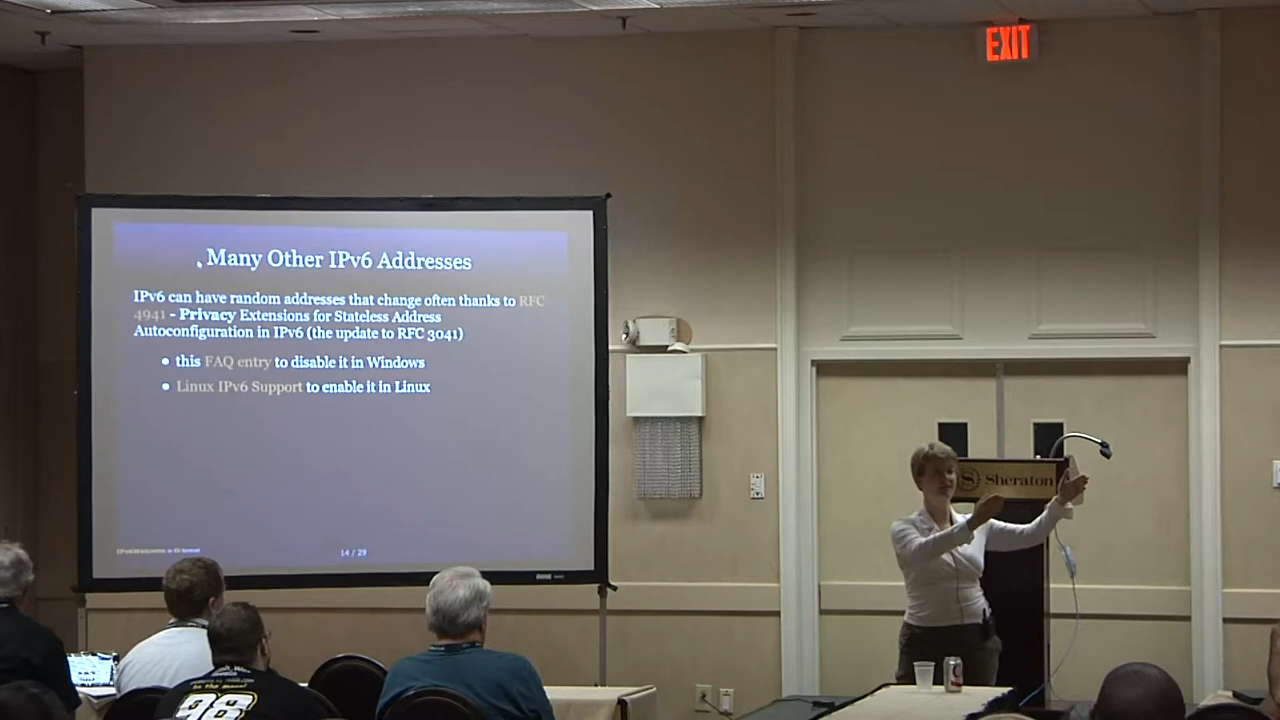 EXIT
Many Other IPv6 Addresses
IPv6 can have random addresses that change often thanks to RFC
4941 - Privacy Extensions for Stateless Address
Autoconfiguration in IPv6 (the update to RFC 3041)
• this FAQ entry to disable it in Windows
• Linux IPv6 Support to enable it in Linux
14 / 29
Sheraton
98